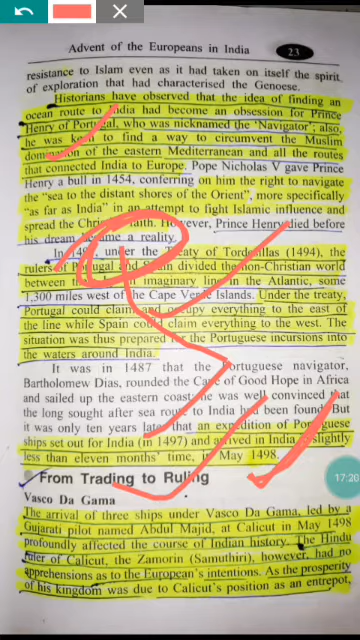 Advent of the Europeans in India 23
resistance to Islam even as it had taken on itself the spirit
of exploration that had characterised the Genoese.
Historians have observed that the idea of finding an
ocean route to India had become an obsession for Prince
Henry of Portugal, who was nicknamed the 'Navigator'; also,
he was keen to find a way to circumvent the Muslim
domination of the eastern Mediterranean and all the routes
that connected India to Europe. Pope Nicholas V gave Prince
Henry a bull in 1454, conferring on him the right to navigate
the "sea to the distant shores of the Orient", more specifically
"as far as India" in an attempt to fight Islamic influence and
spread the Christian faith. However, Prince Henry died before
his dream became a reality.
In 1494, under the Treaty of Tordesillas (1494), the
rulers of Portugal and Spain divided the non-Christian world
between them by an imaginary line in the Atlantic, some
1,300 miles west of the Cape Verde Islands. Under the treaty,
Portugal could claim and occupy everything to the east of
the line while Spain could claim everything to the west. The
situation was thus prepared for the Portuguese incursions into
the waters around India.
It was in 1487 that the Portuguese navigator,
Bartholomew Dias, rounded the Cape of Good Hope in Africa
and sailed up the eastern coast; he was well convinced that
the long sought after sea route to India had been found. But
it was only ten years later that an expedition of Portuguese
ships set out for India (in 1497) and arrived in India in slightly
less than eleven months' time, in May 1498.
17:20
From Trading to Ruling
Vasco Da Gama
The arrival of three ships under Vasco Da Gama, led by a
Gujarati pilot named Abdul Majid, at Calicut in May 1498
profoundly affected the course of Indian history. The Hindu
ruler of Calicut, the Zamorin (Samuthiri), however, had no
apprehensions as to the European's intentions. As the prosperity
of his kingdom was due to Calicut's position as an entrepot,